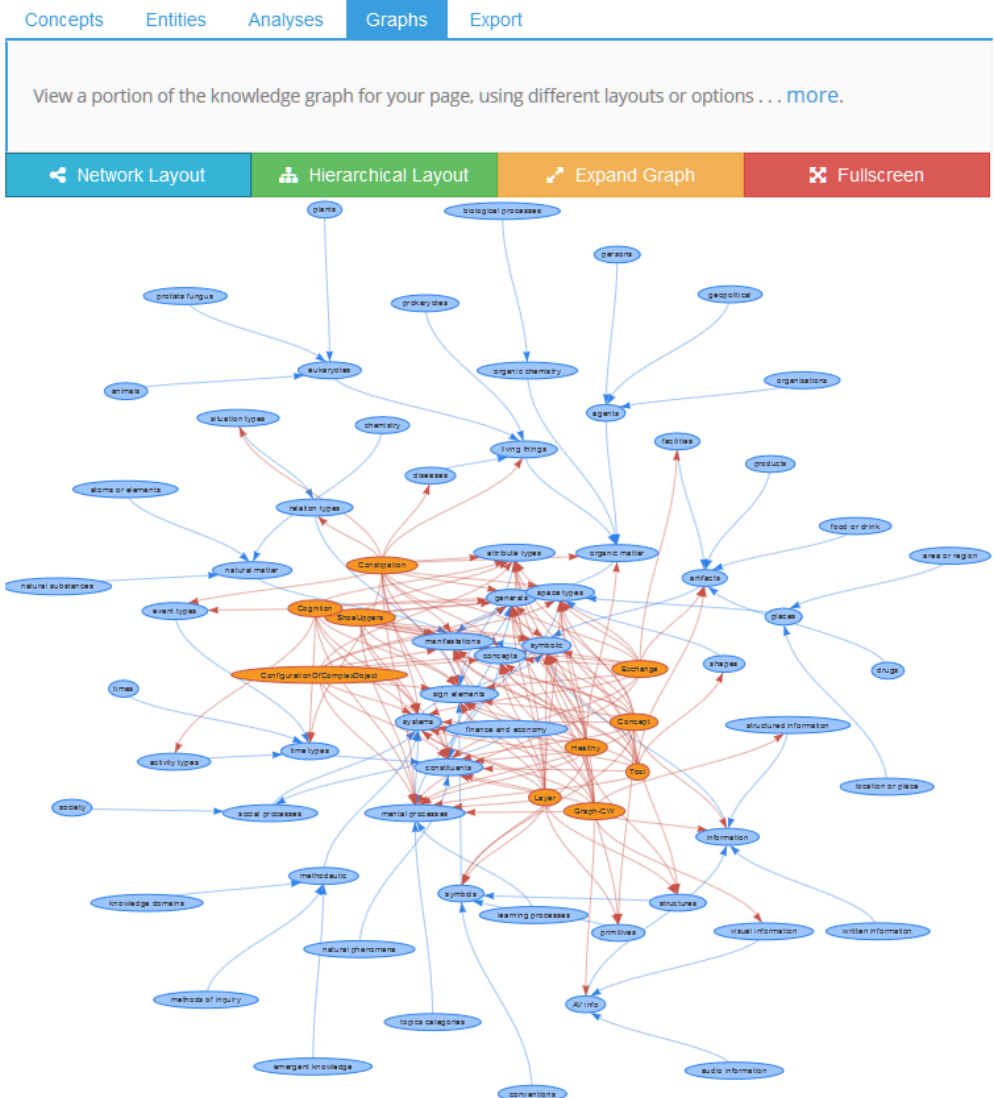 Concepts Entities Analyses Graphs Export
View a portion of the knowledge graph for your page, using different layouts or options . . . more.
Network Layout Hierarchical Layout Expand Graph Fullscreen
plants
biological processes
persons
protists fungus
prokaryotes
geopolitical
eukaryotes
organic chemistry
organizations
animals
agents
situation types
chemistry
facilities
living things
diseases
products
atoms or elements
relation types
food or drink
attribute types
organic matter
area or region
Constipation
natural matter
artifacts
natural substances
generals
space types
event types
Cognition
ShoeUppers
places
manifestations
symbolic
concepts
shapes
Exchange
drugs
ConfigurationOfComplexObject
times
sign elements
systems
Concept
structured information
finance and economy
time types
Healthy
activity types
constituents
Tool
location or place
Layer
society
social processes
mental processes
Graph-CW
information
methodeutic
symbols
knowledge domains
structures
learning processes
primitives
visual information
written information
natural phenomena
methods of inquiry
AV info
topics categories
emergent knowledge
audio information
conventions